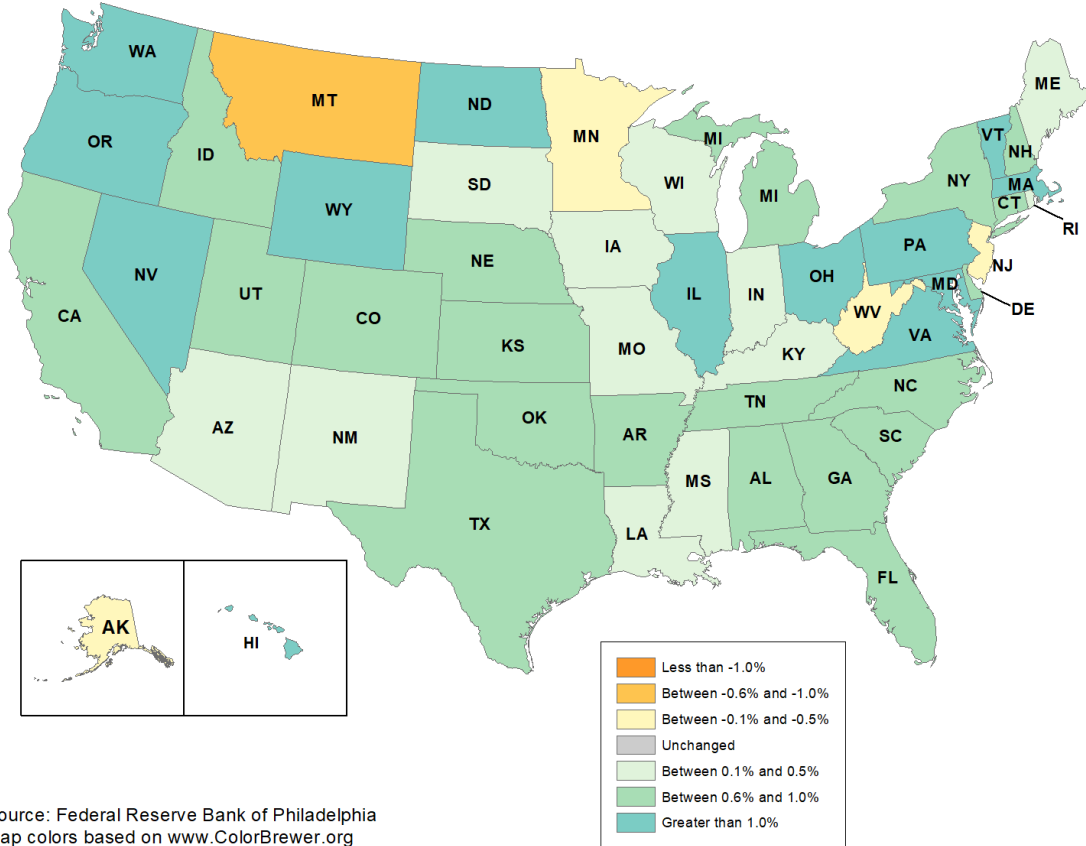 WA
MT
ND
MN
ME
OR
ID
SD
WI
MI
VT
NH
NY
MA
CT
RI
WY
MI
IA
NE
PA
NJ
NV
UT
CO
IL
IN
OH
MD
DE
CA
WV
VA
KS
MO
KY
NC
AZ
NM
OK
AR
TN
SC
TX
MS
AL
GA
LA
FL
AK
HI
Less than -1.0%
Between -0.6% and -1.0%
Between -0.1% and -0.5%
Unchanged
Between 0.1% and 0.5%
Between 0.6% and 1.0%
Greater than 1.0%
ource: Federal Reserve Bank of Philadelphia
ap colors based on www.ColorBrewer.org